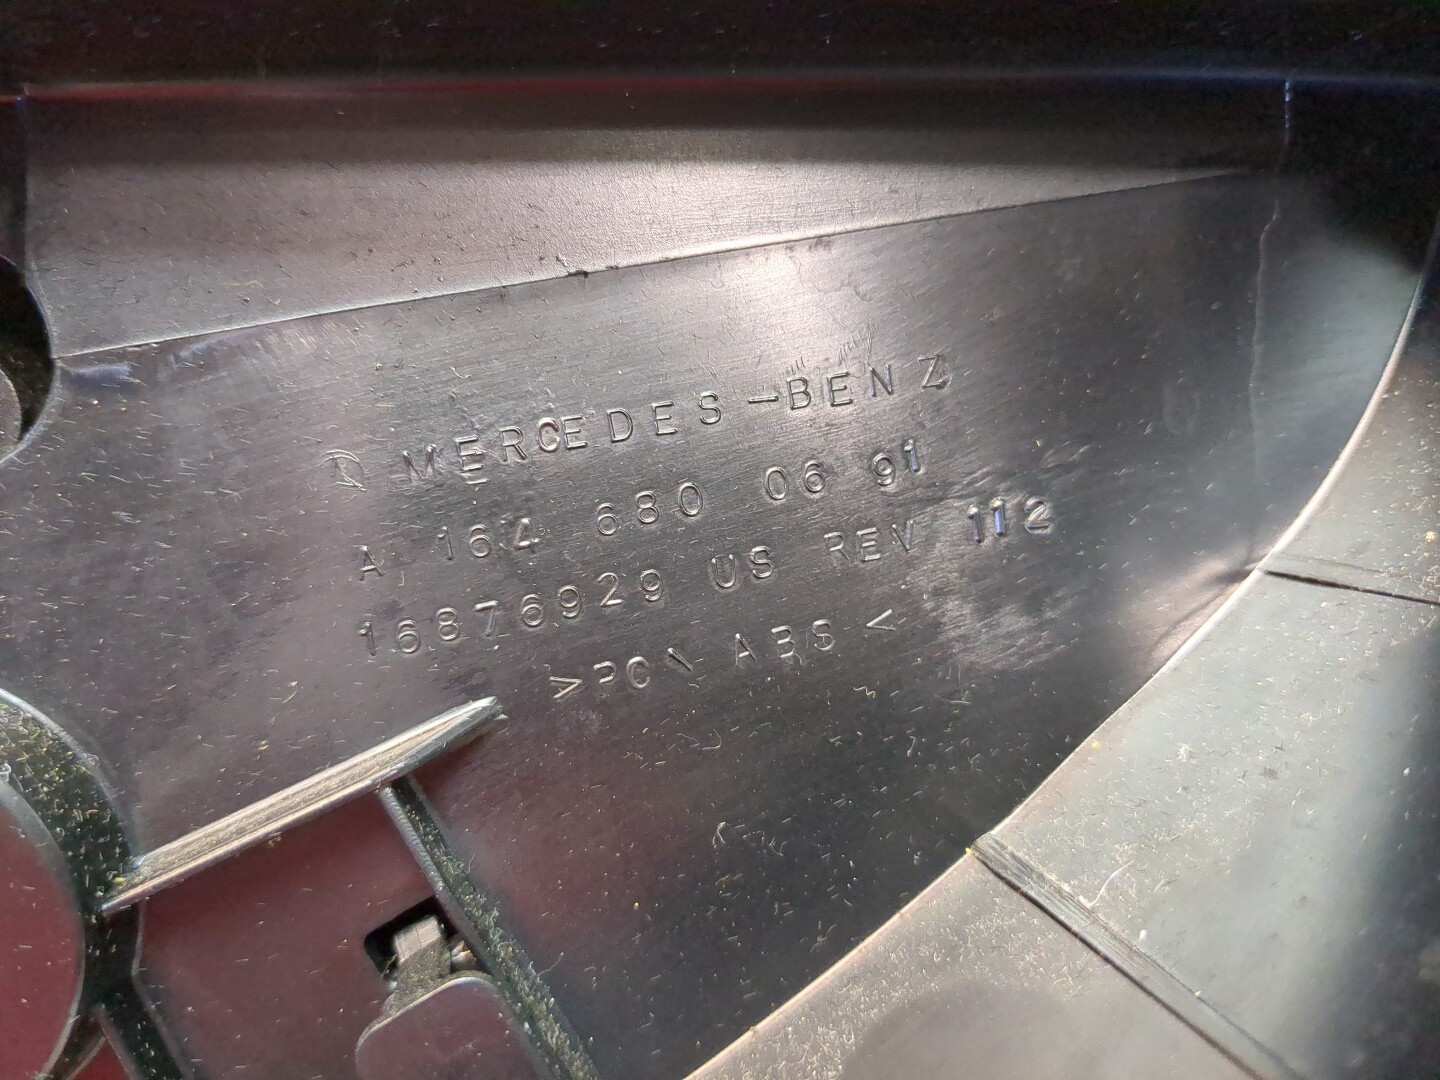 MERCEDES-BENZ
A 164 680 06 91
16876929 US REV 112
>PC\ ABS<